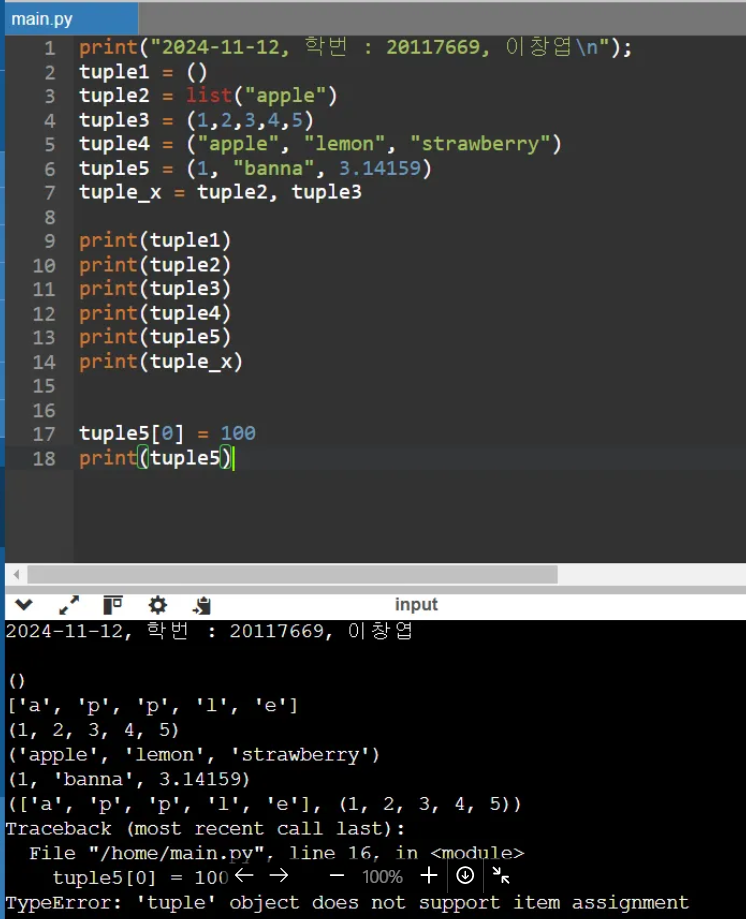 main.py
1 print("2024-11-12, 학번 : 20117669, 이창엽\n");
2 tuple1 = ()
3 tuple2 = list("apple")
4 tuple3 = (1,2,3,4,5)
5 tuple4 = ("apple", "lemon", "strawberry")
6 tuple5 = (1, "banna", 3.14159)
7 tuple_x = tuple2, tuple3
8
9 print(tuple1)
10 print(tuple2)
11 print(tuple3)
12 print(tuple4)
13 print(tuple5)
14 print(tuple_x)
15
16
17 tuple5[0] = 100
18 print(tuple5)
input
2024-11-12, 학번 : 20117669, 이창엽
()
['a', 'p', 'p', 'l', 'e']
(1, 2, 3, 4, 5)
('apple', 'lemon', 'strawberry')
(1, 'banna', 3.14159)
(['a', 'p', 'p', 'l', 'e'], (1, 2, 3, 4, 5))
Traceback (most recent call last):
File "/home/main.py", line 16, in <module>
tuple5[0] = 100
100%
TypeError: 'tuple' object does not support item assignment